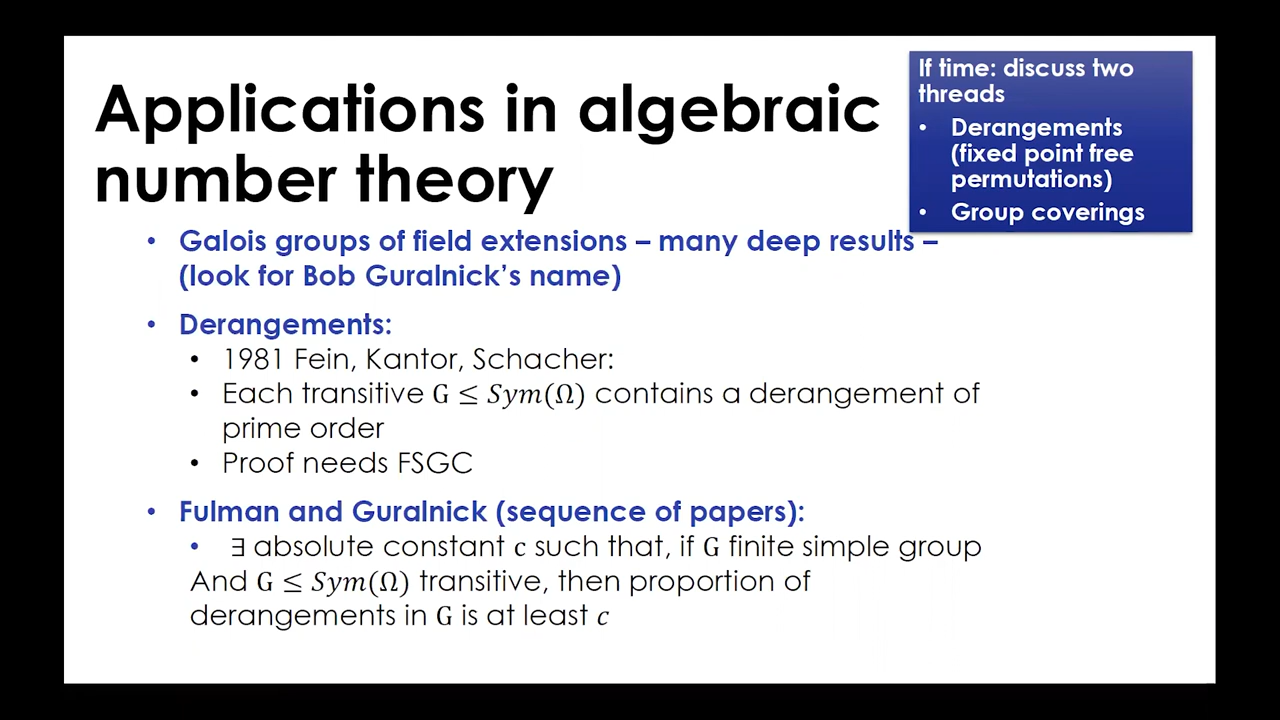 Applications in algebraic
number theory
If time: discuss two
threads
• Derangements
(fixed point free
permutations)
• Group coverings
• Galois groups of field extensions – many deep results –
(look for Bob Guralnick’s name)
• Derangements:
• 1981 Fein, Kantor, Schacher:
• Each transitive G ≤ Sym(Ω) contains a derangement of
prime order
• Proof needs FSGC
• Fulman and Guralnick (sequence of papers):
• ∃ absolute constant c such that, if G finite simple group
And G ≤ Sym(Ω) transitive, then proportion of
derangements in G is at least c